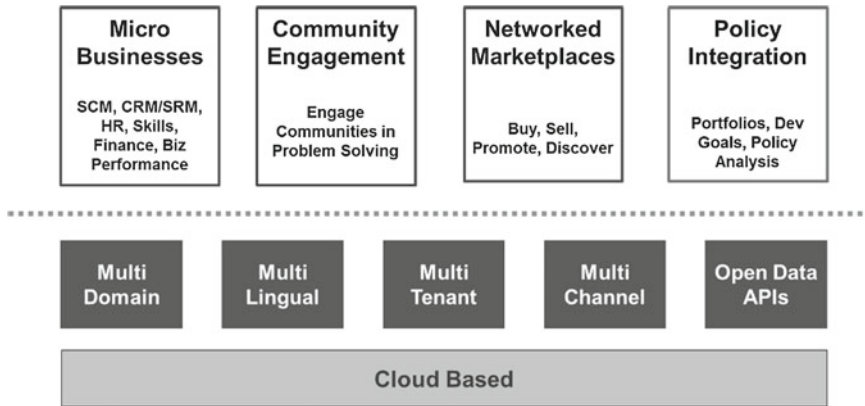 Micro
Businesses
SCM, CRM/SRM,
HR, Skills,
Finance, Biz
Performance
Community
Engagement
Engage
Communities in
Problem Solving
Networked
Marketplaces
Buy, Sell,
Promote, Discover
Policy
Integration
Portfolios, Dev
Goals, Policy
Analysis
Multi
Domain
Multi
Lingual
Multi
Tenant
Multi
Channel
Open Data
APIs
Cloud Based